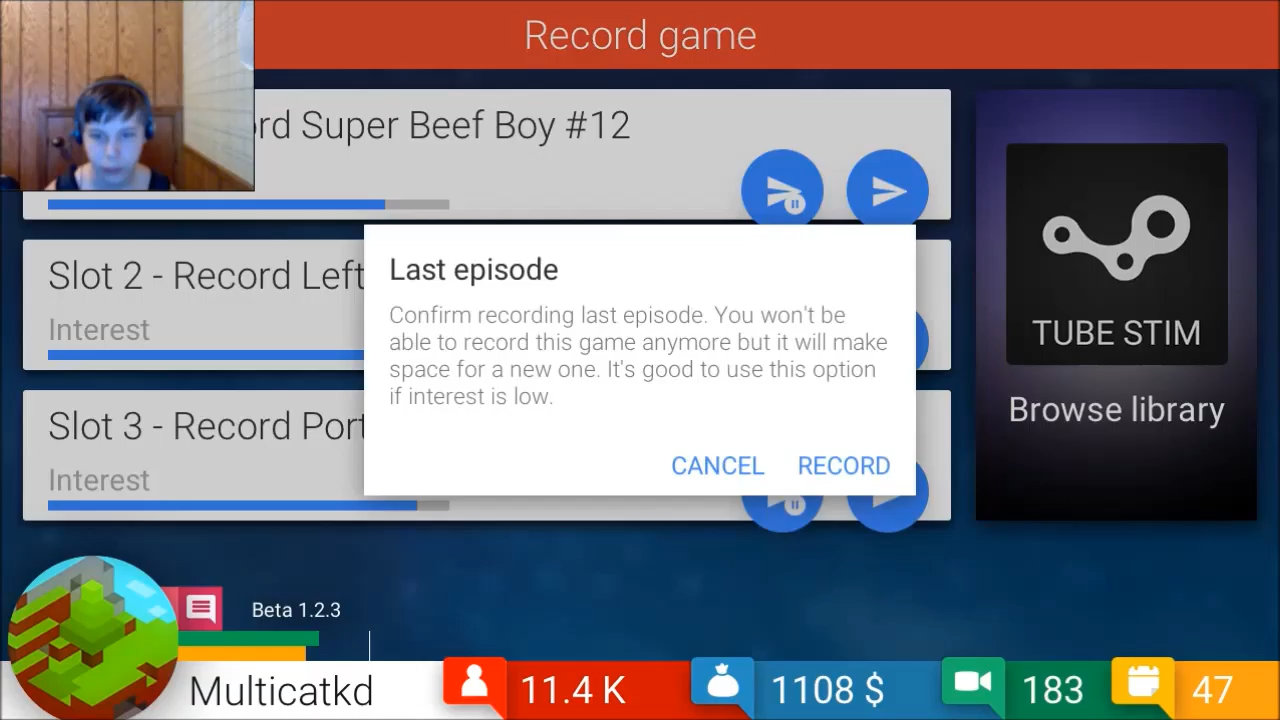 Record game
ord Super Beef Boy #12
Slot 2 - Record Left
Interest
Slot 3 - Record Port
Interest
Last episode
Confirm recording last episode. You won't be
able to record this game anymore but it will make
space for a new one. It's good to use this option
if interest is low.
CANCEL RECORD
TUBE STIM
Browse library
Beta 1.2.3
Multicatkd
11.4 K
1108 $
183
47